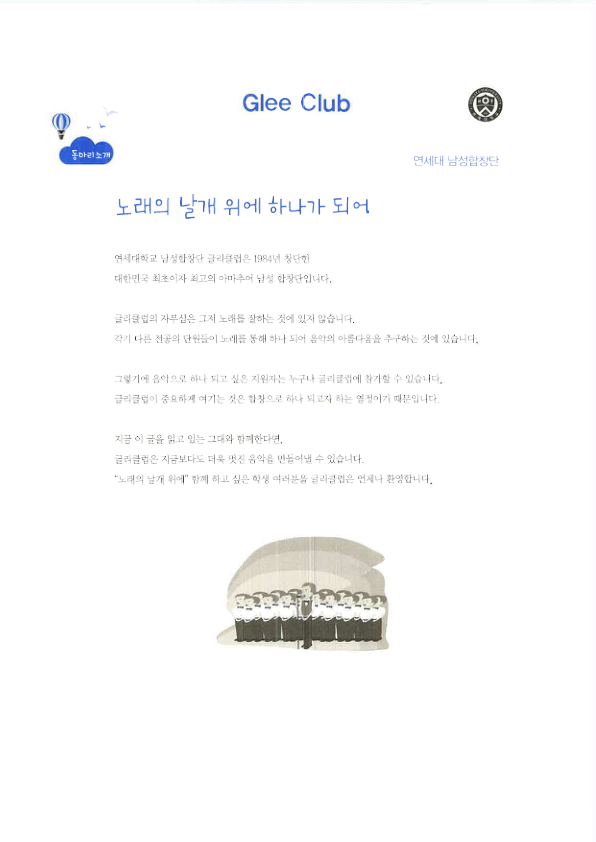 Glee Club
동아리소개
연세대 남성합창단
노래의 날개 위에 하나가 되어
연세대학교 남성합창단 글리클럽은 1984년 창단한
대한민국 최초이자 최고의 아마추어 남성 합창단입니다.
글리클럽의 자부심은 그저 노래를 잘하는 것에 있지 않습니다.
각기 다른 전공의 단원들이 노래를 통해 하나 되어 음악의 아름다움을 추구하는 것에 있습니다.
그렇기에 음악으로 하나 되고 싶은 지원자는 누구나 글리클럽에 참가할 수 있습니다.
글리클럽이 중요하게 여기는 것은 합창으로 하나 되고자 하는 열정이기 때문입니다.
지금 이 글을 읽고 있는 그대와 함께한다면,
글리클럽은 지금보다도 더욱 멋진 음악을 만들어낼 수 있습니다.
"노래의 날개 위에" 함께 하고 싶은 학생 여러분을 글리클럽은 언제나 환영합니다.